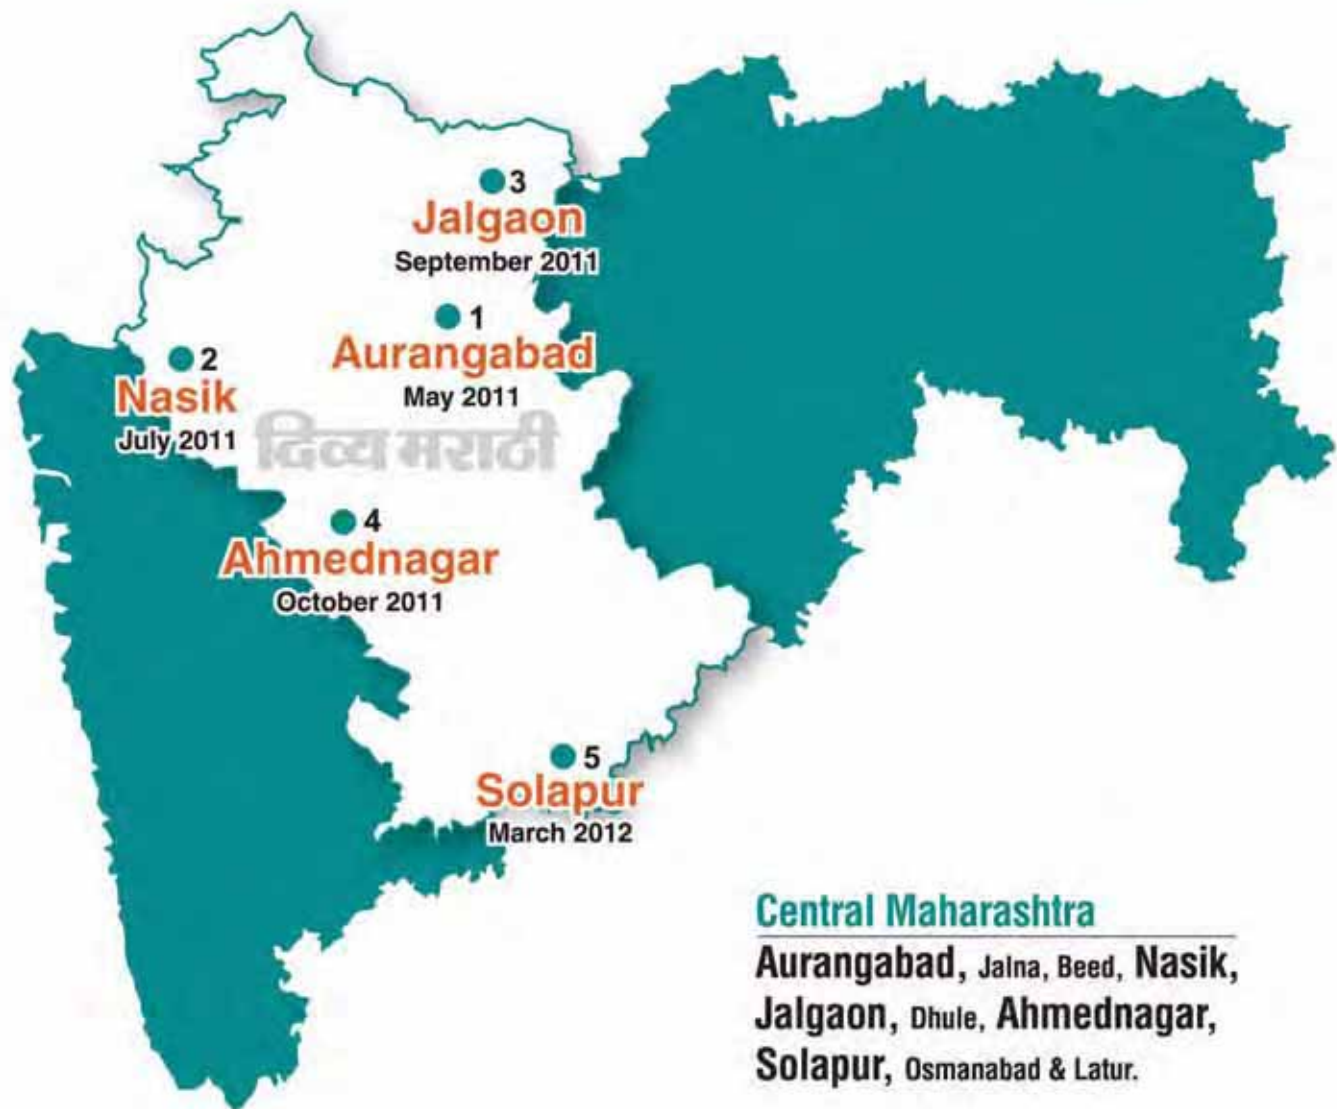 3
Jalgaon
September 2011
1
Aurangabad
May 2011
2
Nasik
July 2011
दिव्य मराठी
4
Ahmednagar
October 2011
5
Solapur
March 2012
Central Maharashtra
Aurangabad, Jalna, Beed, Nasik,
Jalgaon, Dhule, Ahmednagar,
Solapur, Osmanabad & Latur.